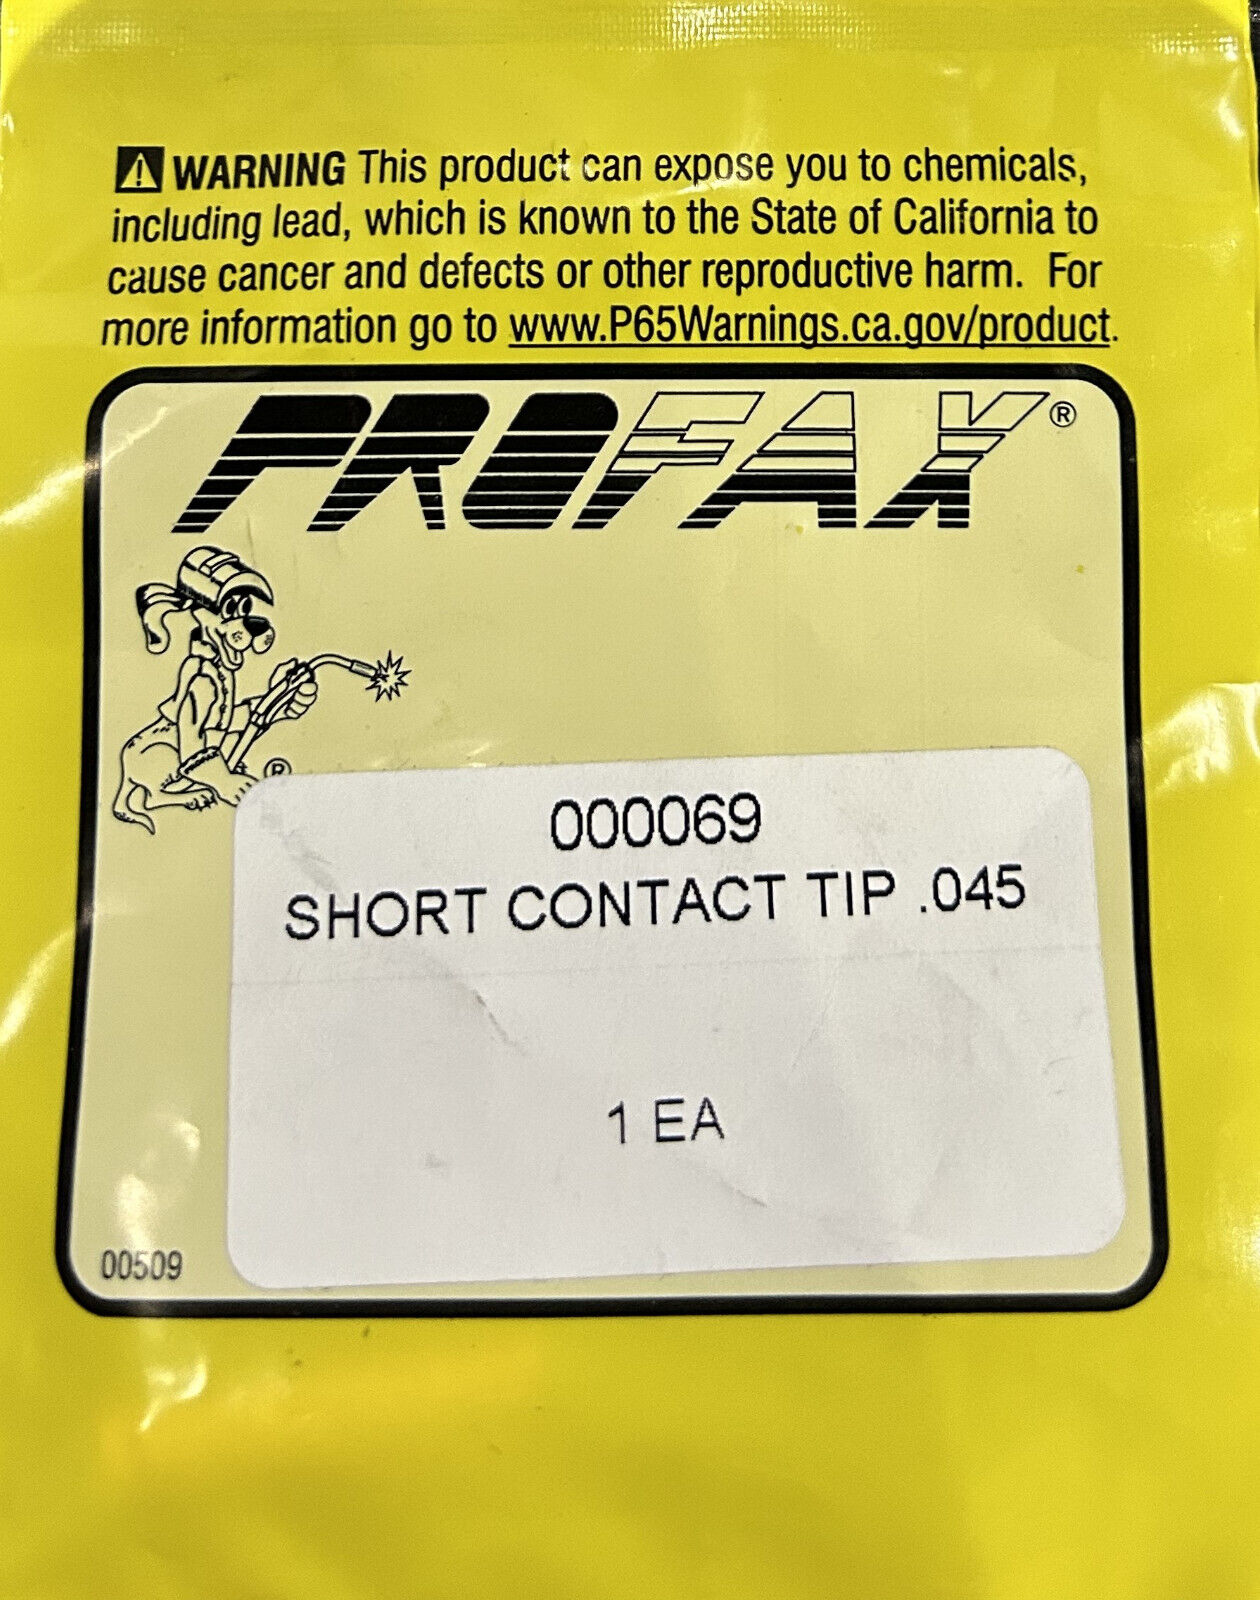 ⚠ WARNING This product can expose you to chemicals,
including lead, which is known to the State of California to
cause cancer and defects or other reproductive harm. For
more information go to www.P65Warnings.ca.gov/product.
PROFAX®
®
000069
SHORT CONTACT TIP .045
1 EA
00509